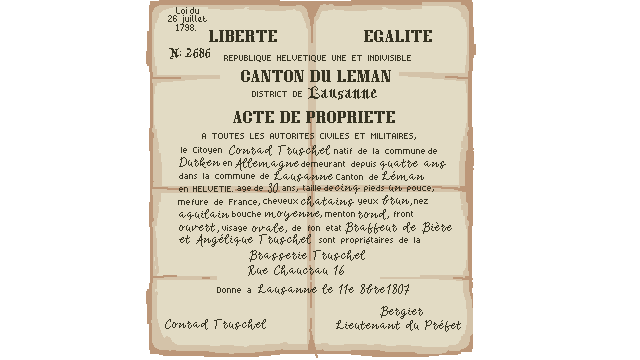 Loi du
26 juillet
1798.
LIBERTE EGALITE
N: 2686
REPUBLIQUE HELVETIQUE UNE ET INDIVISIBLE
CANTON DU LEMAN
DISTRICT DE Lausanne
ACTE DE PROPRIETE
A TOUTES LES AUTORITES CIVILES ET MILITAIRES,
le Citoyen Conrad Truschel natif de la commune de
Durken en Allemagne demeurant depuis quatre ans
dans la commune de Lausanne Canton de Léman
en HELVETIE. age de 30 ans, taille de cinq pieds un pouce,
mefure de France, cheveux chatains yeux brun, nez
aquilain bouche moyenne, menton rond, front
ouvert, visage ovale, de fon etat Braffeur de Bière
et Angélique Truschel sont propriétaires de la
Brasserie Truschel
Rue Chaucrau 16
Donne a Lausanne le 11e 8bre 1807
Bergier
Conrad Truschel Lieutenant du Préfet